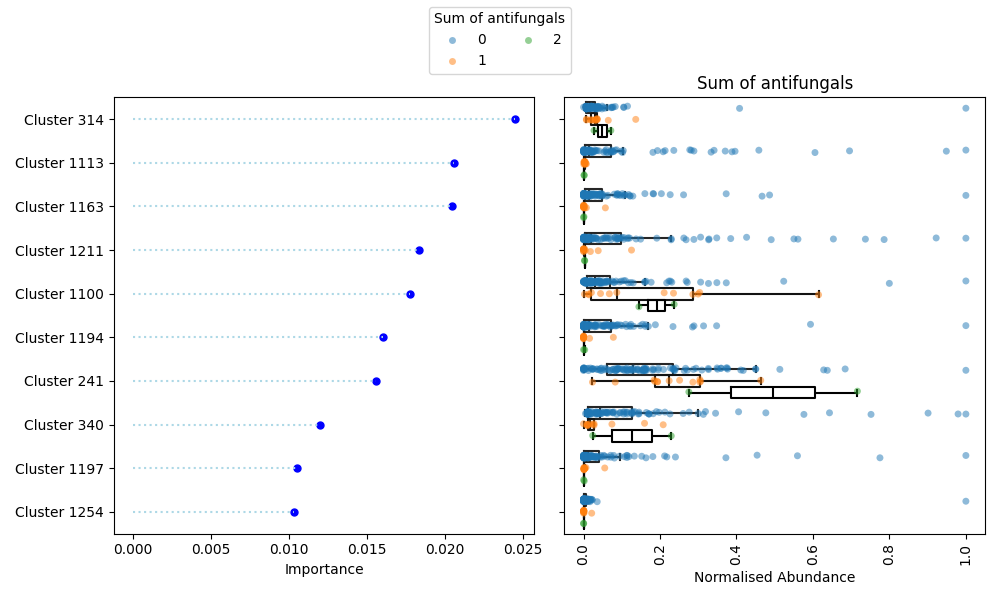 Sum of antifungals
0 2
1
Sum of antifungals
Cluster 314
Cluster 1113
Cluster 1163
Cluster 1211
Cluster 1100
Cluster 1194
Cluster 241
Cluster 340
Cluster 1197
Cluster 1254
0.000 0.005 0.010 0.015 0.020 0.025
Importance
0.0 0.2 0.4 0.6 0.8 1.0
Normalised Abundance